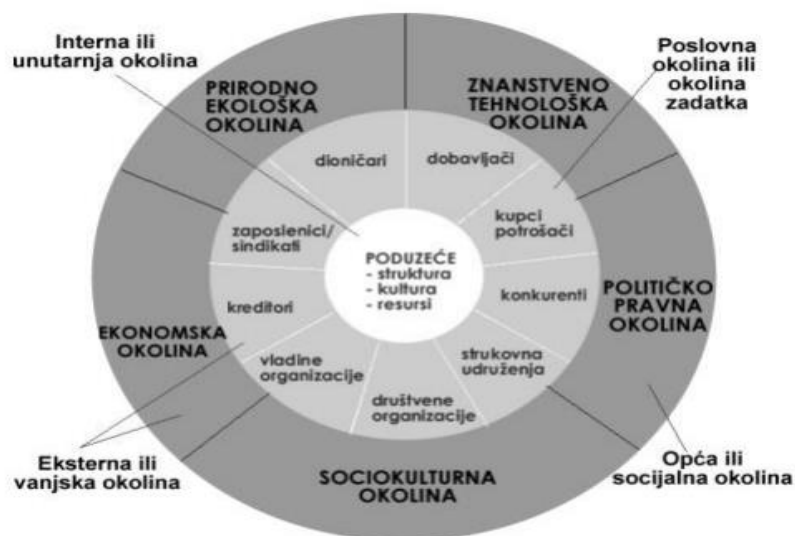 Interna ili
unutarnja okolina
Poslovna
okolina ili
okolina
zadatka
PRIRODNO
EKOLOŠKA
OKOLINA
ZNANSTVENO
TEHNOLOŠKA
OKOLINA
dioničari
dobavljači
zaposlenici/
sindikati
kupci
potrošači
PODUZEĆE
- struktura
- kultura
- resursi
kreditori
konkurenti
POLITIČKO
PRAVNA
OKOLINA
EKONOMSKA
OKOLINA
vladine
organizacije
strukovna
udruženja
društvene
organizacije
Eksterna ili
vanjska okolina
SOCIOKULTURNA
OKOLINA
Opća ili
socijalna okolina